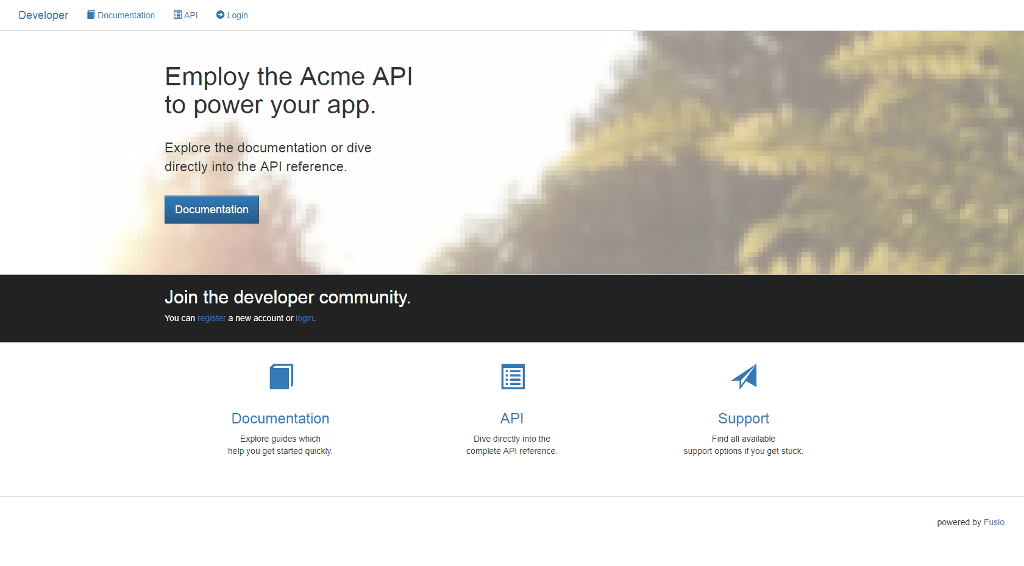 Developer Documentation API Login
Employ the Acme API
to power your app.
Explore the documentation or dive
directly into the API reference.
Documentation
Join the developer community.
You can register a new account or login.
Documentation
Explore guides which
help you get started quickly.
API
Dive directly into the
complete API reference.
Support
Find all available
support options if you get stuck.
powered by Fusio